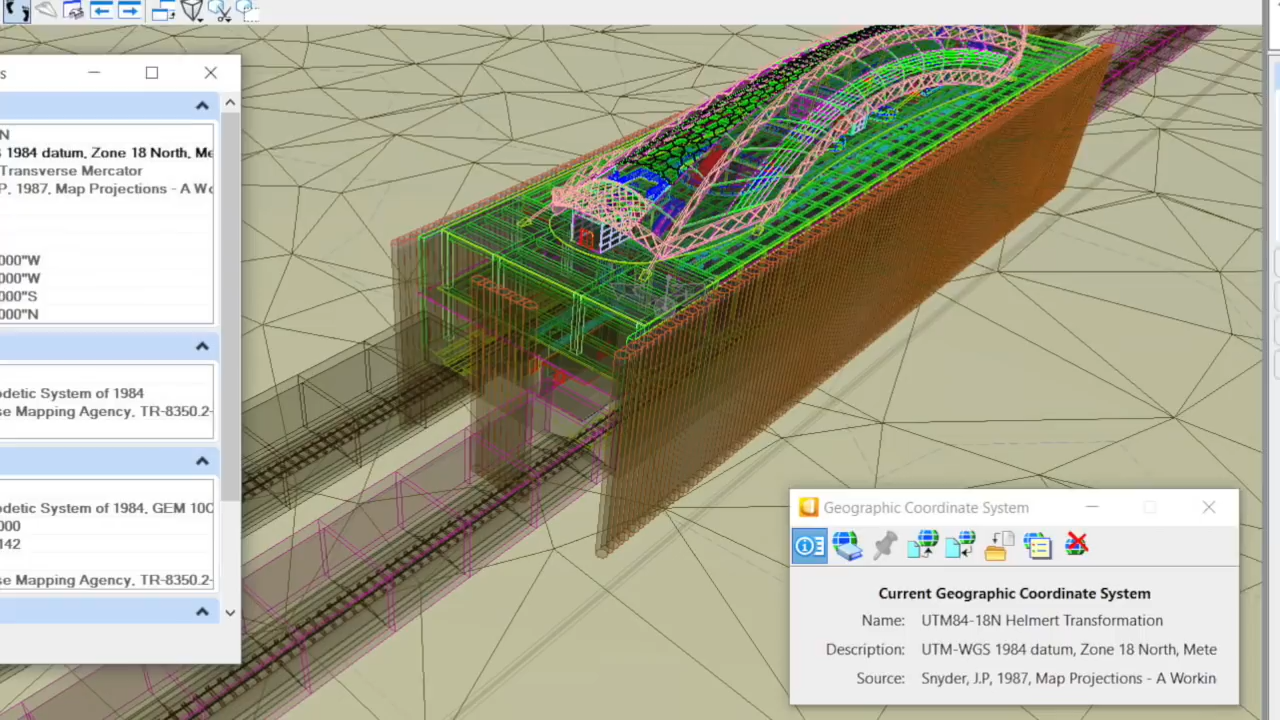 s
N
1984 datum, Zone 18 North, Me
Transverse Mercator
.P, 1987, Map Projections - A W
000"W
000"W
000"S
000"N
odetic System of 1984
se Mapping Agency, TR-8350.2-
odetic System of 1984, GEM 10C
000
142
se Mapping Agency, TR-8350.2-
Geographic Coordinate System
Current Geographic Coordinate System
Name: UTM84-18N Helmert Transformation
Description: UTM-WGS 1984 datum, Zone 18 North, Mete
Source: Snyder, J.P, 1987, Map Projections - A Workin